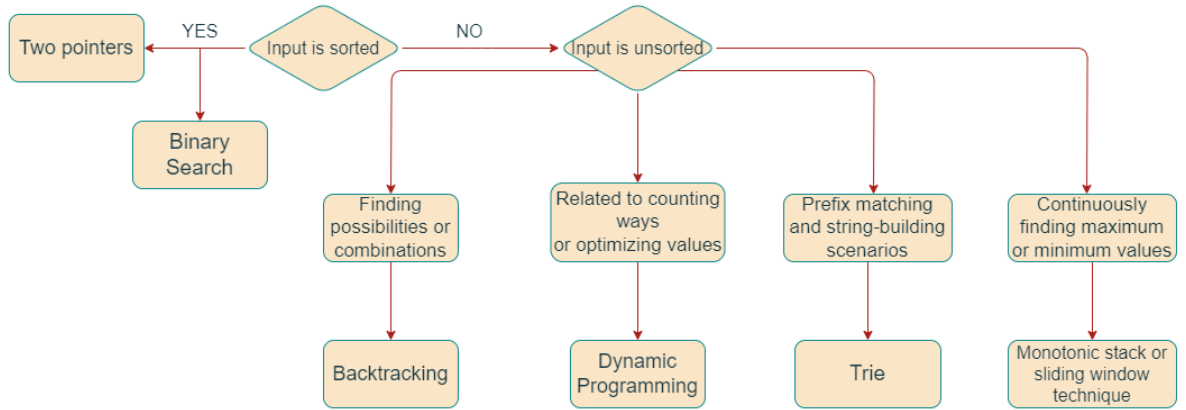 Two pointers
YES
Input is sorted
NO
Input is unsorted
Binary
Search
Finding
possibilities or
combinations
Related to counting
ways
or optimizing values
Prefix matching
and string-building
scenarios
Continuously
finding maximum
or minimum values
Backtracking
Dynamic
Programming
Trie
Monotonic stack or
sliding window
technique